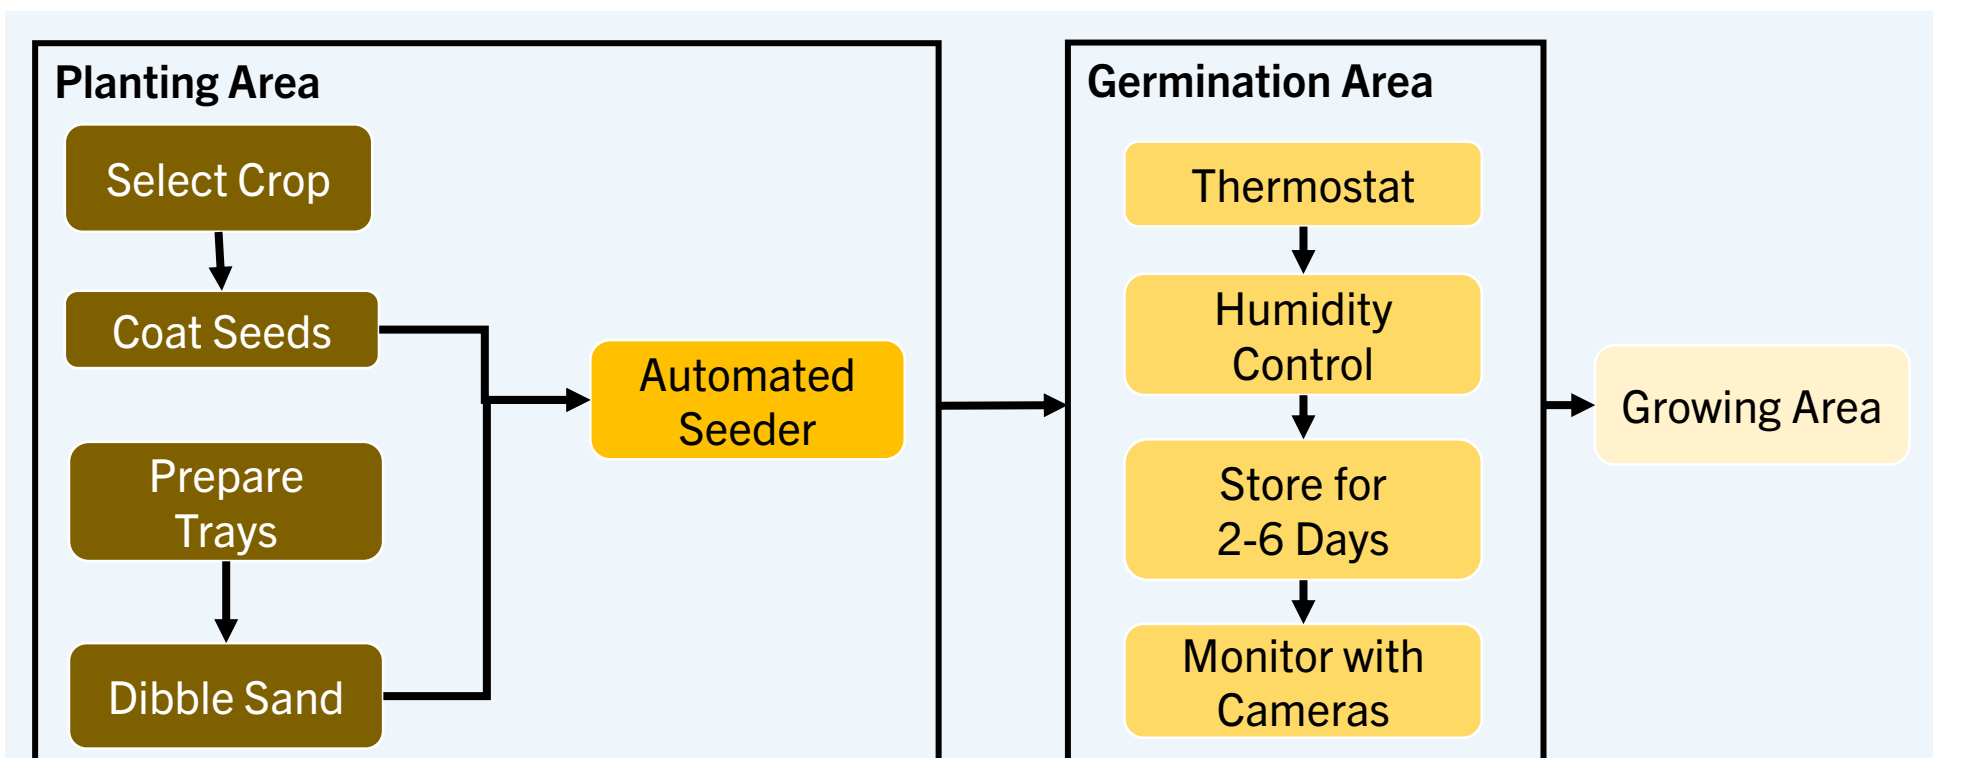 Planting Area
Select Crop
Coat Seeds
Prepare
Trays
Dibble Sand
Automated
Seeder
Germination Area
Thermostat
Humidity
Control
Store for
2-6 Days
Monitor with
Cameras
Growing Area